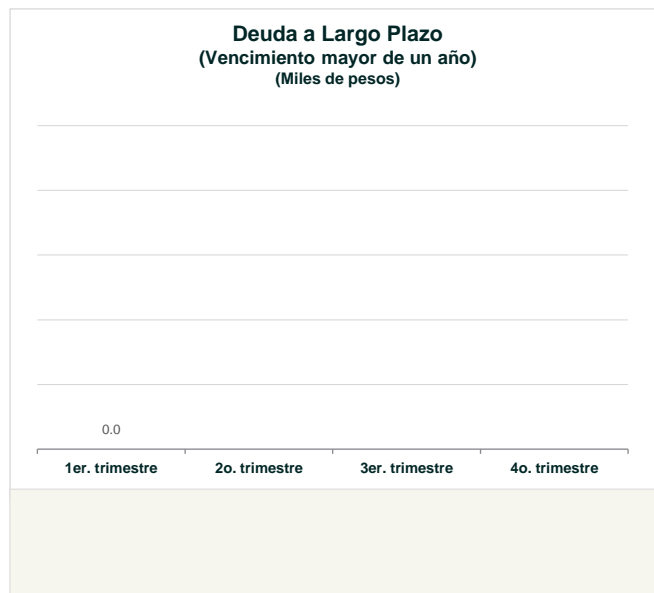 Deuda a Largo Plazo
(Vencimiento mayor de un año)
(Miles de pesos)
0.0
1er. trimestre 2o. trimestre 3er. trimestre 4o. trimestre